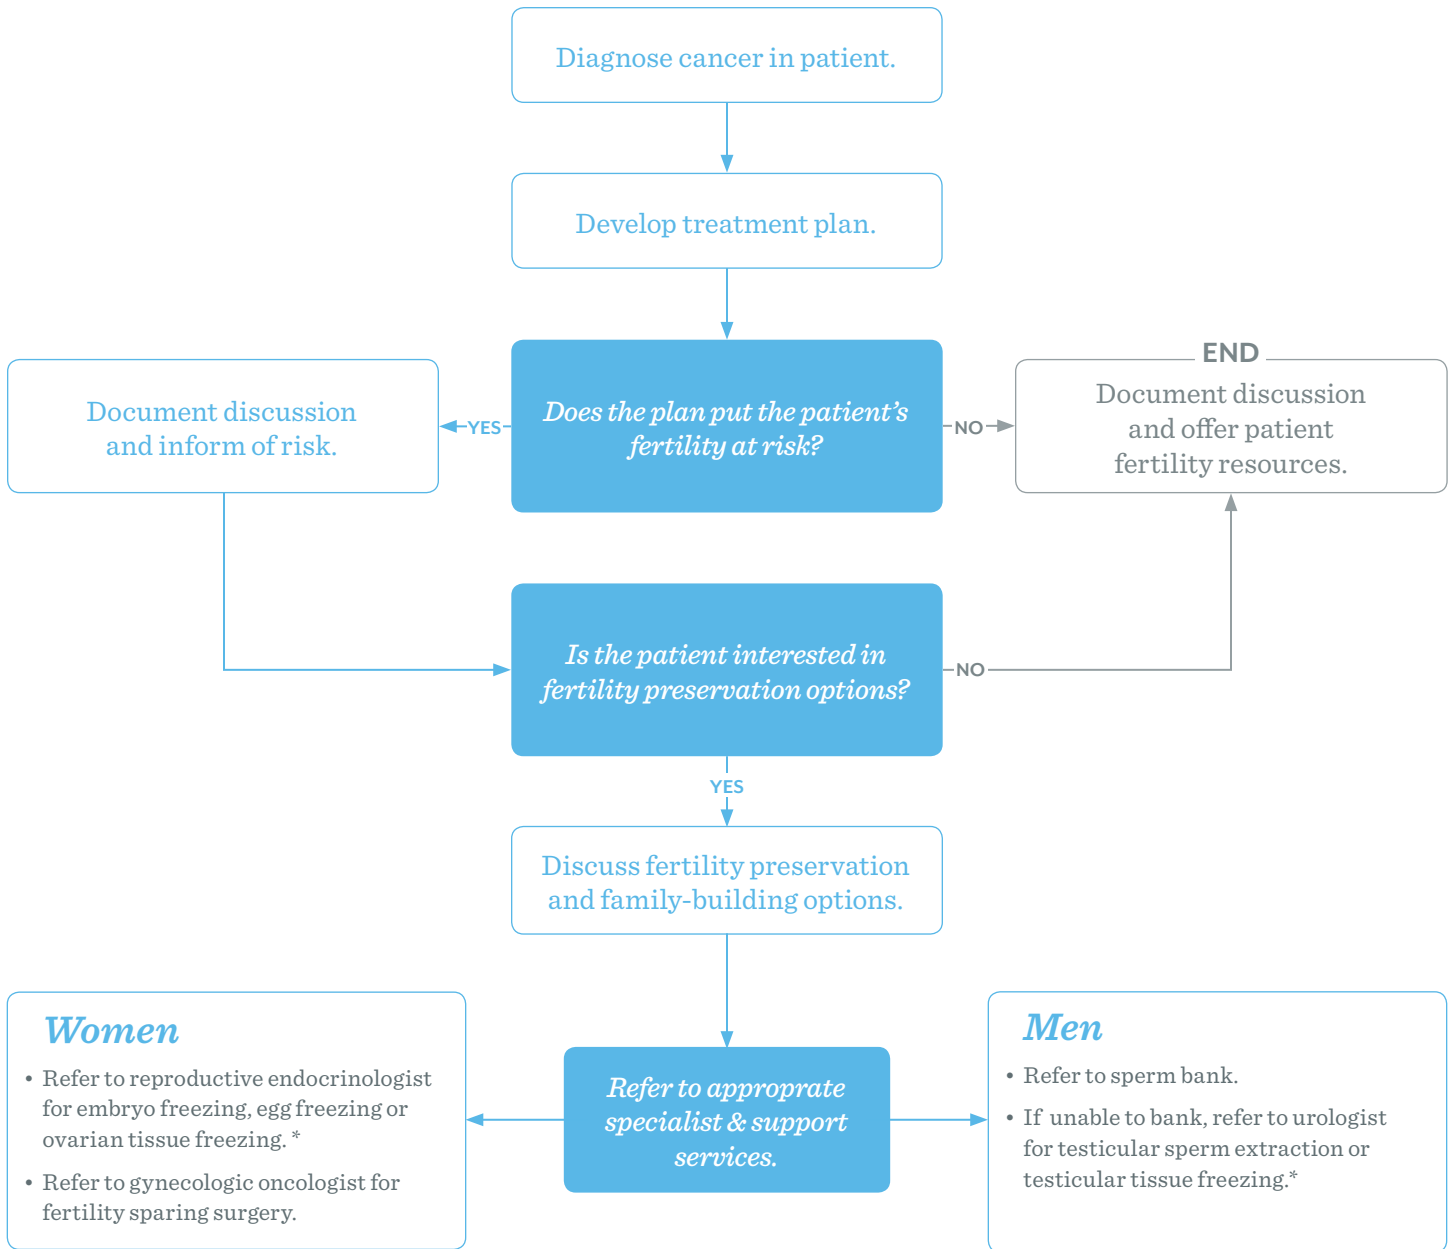 Diagnose cancer in patient.
Develop treatment plan.
Does the plan put the patient's
fertility at risk?
YES
Document discussion
and inform of risk.
NO
END
Document discussion
and offer patient
fertility resources.
Is the patient interested in
fertility preservation options?
NO
YES
Discuss fertility preservation
and family-building options.
Refer to approprate
specialist & support
services.
Women
• Refer to reproductive endocrinologist
for embryo freezing, egg freezing or
ovarian tissue freezing. *
• Refer to gynecologic oncologist for
fertility sparing surgery.
Men
• Refer to sperm bank.
• If unable to bank, refer to urologist
for testicular sperm extraction or
testicular tissue freezing.*